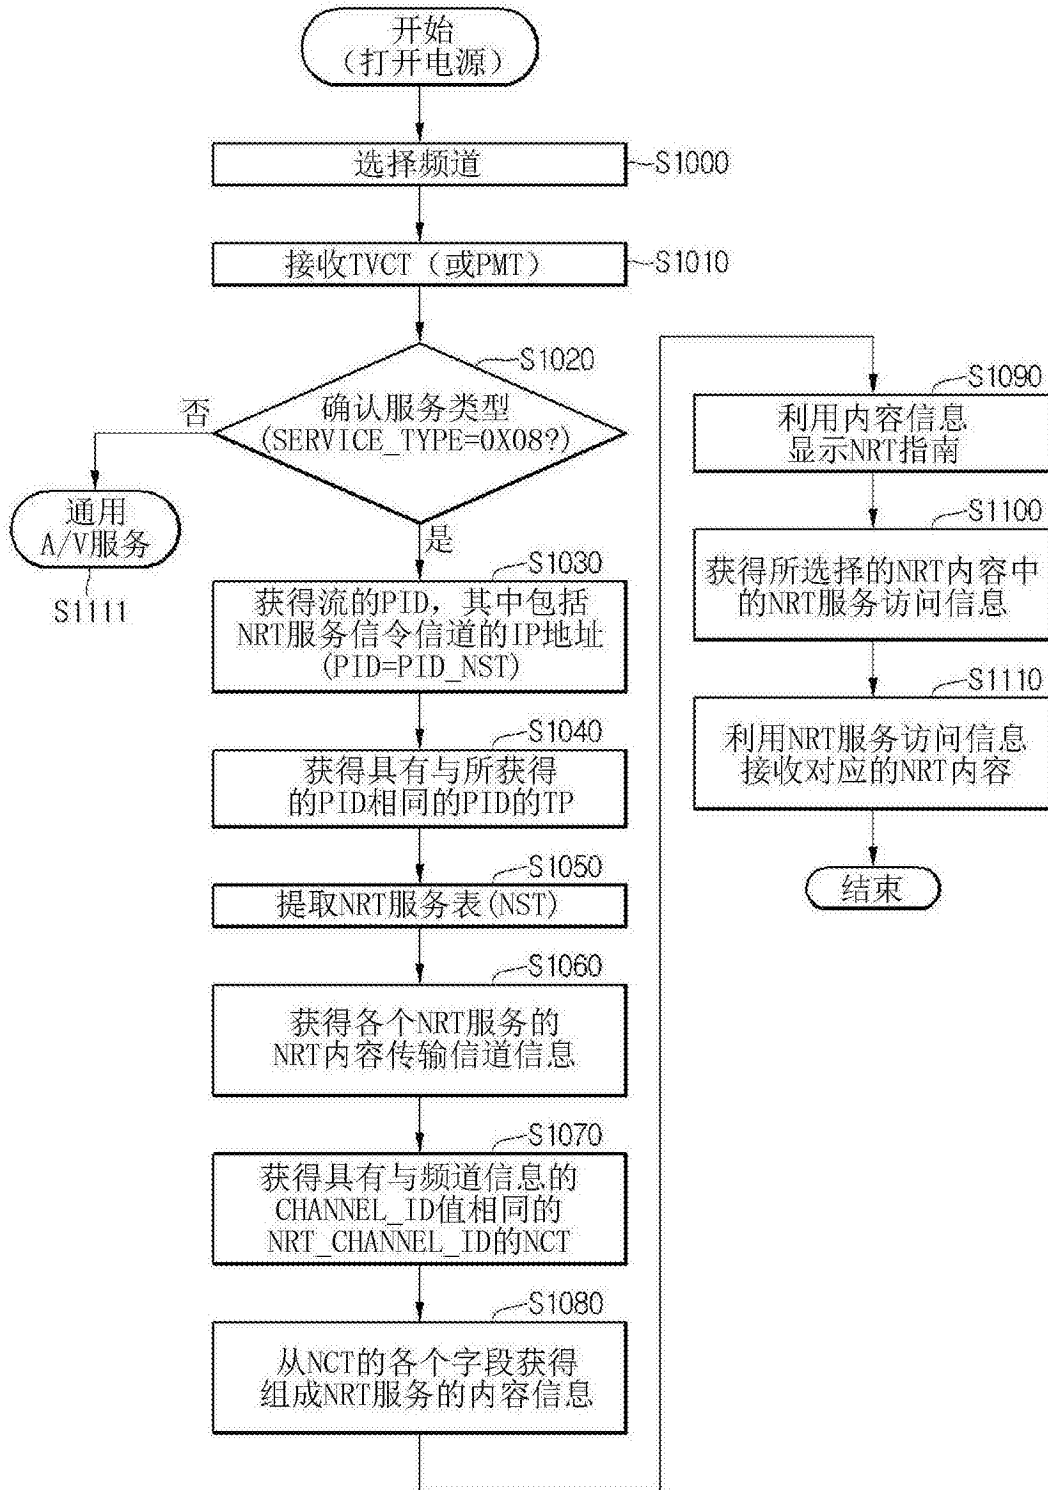 开始
（打开电源）
选择频道
S1000
接收TVCT（或PMT）
S1010
S1020
确认服务类型
(SERVICE_TYPE=0X08?)
否
通用
A/V服务
S1111
是
S1030
获得流的PID，其中包括
NRT服务信令信道的IP地址
(PID=PID_NST)
S1040
获得具有与所获得
的PID相同的PID的TP
S1050
提取NRT服务表(NST)
S1060
获得各个NRT服务的
NRT内容传输信道信息
S1070
获得具有与频道信息的
CHANNEL_ID值相同的
NRT_CHANNEL_ID的NCT
S1080
从NCT的各个字段获得
组成NRT服务的内容信息
S1090
利用内容信息
显示NRT指南
S1100
获得所选择的NRT内容中
的NRT服务访问信息
S1110
利用NRT服务访问信息
接收对应的NRT内容
结束